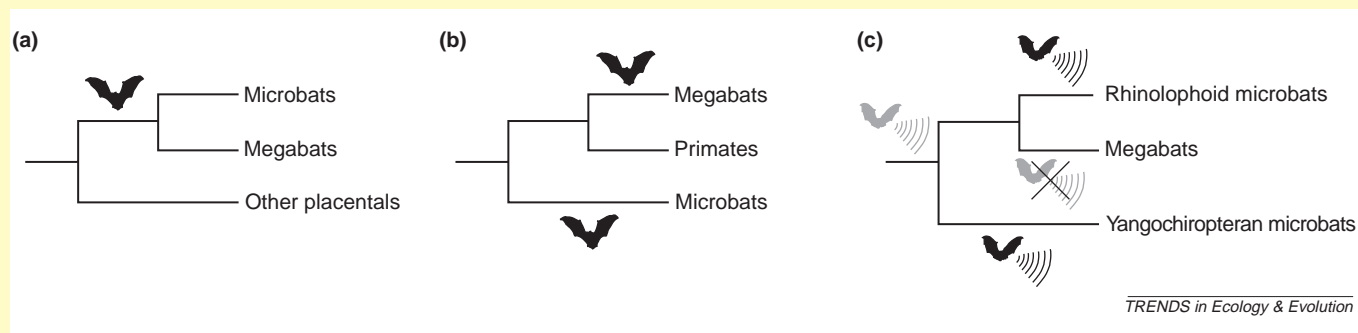 (a)
Microbats
Megabats
Other placentals
(b)
Megabats
Primates
Microbats
(c)
Rhinolophoid microbats
Megabats
Yangochiropteran microbats
TRENDS in Ecology & Evolution